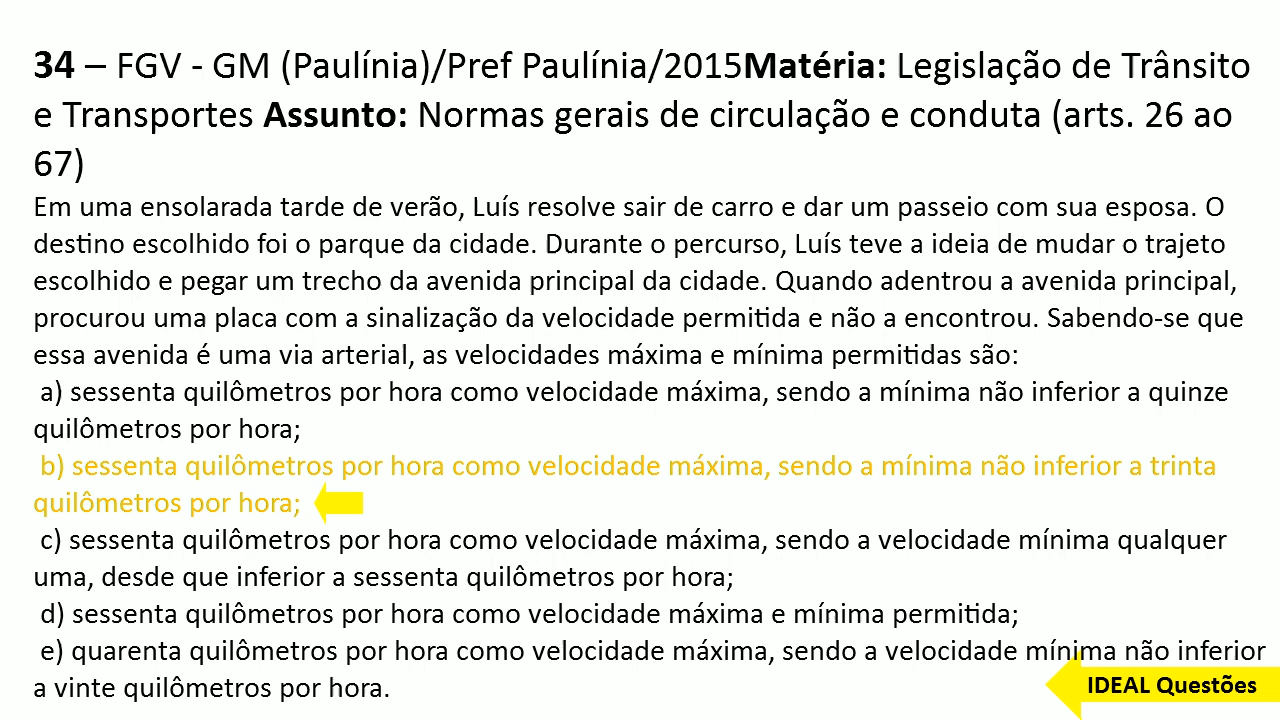 34 – FGV - GM (Paulínia)/Pref Paulínia/2015Matéria: Legislação de Trânsito
e Transportes Assunto: Normas gerais de circulação e conduta (arts. 26 ao
67)
Em uma ensolarada tarde de verão, Luís resolve sair de carro e dar um passeio com sua esposa. O
destino escolhido foi o parque da cidade. Durante o percurso, Luís teve a ideia de mudar o trajeto
escolhido e pegar um trecho da avenida principal da cidade. Quando adentrou a avenida principal,
procurou uma placa com a sinalização da velocidade permitida e não a encontrou. Sabendo-se que
essa avenida é uma via arterial, as velocidades máxima e mínima permitidas são:
a) sessenta quilômetros por hora como velocidade máxima, sendo a mínima não inferior a quinze
quilômetros por hora;
b) sessenta quilômetros por hora como velocidade máxima, sendo a mínima não inferior a trinta
quilômetros por hora;
c) sessenta quilômetros por hora como velocidade máxima, sendo a velocidade mínima qualquer
uma, desde que inferior a sessenta quilômetros por hora;
d) sessenta quilômetros por hora como velocidade máxima e mínima permitida;
e) quarenta quilômetros por hora como velocidade máxima, sendo a velocidade mínima não inferior
a vinte quilômetros por hora.
IDEAL Questões